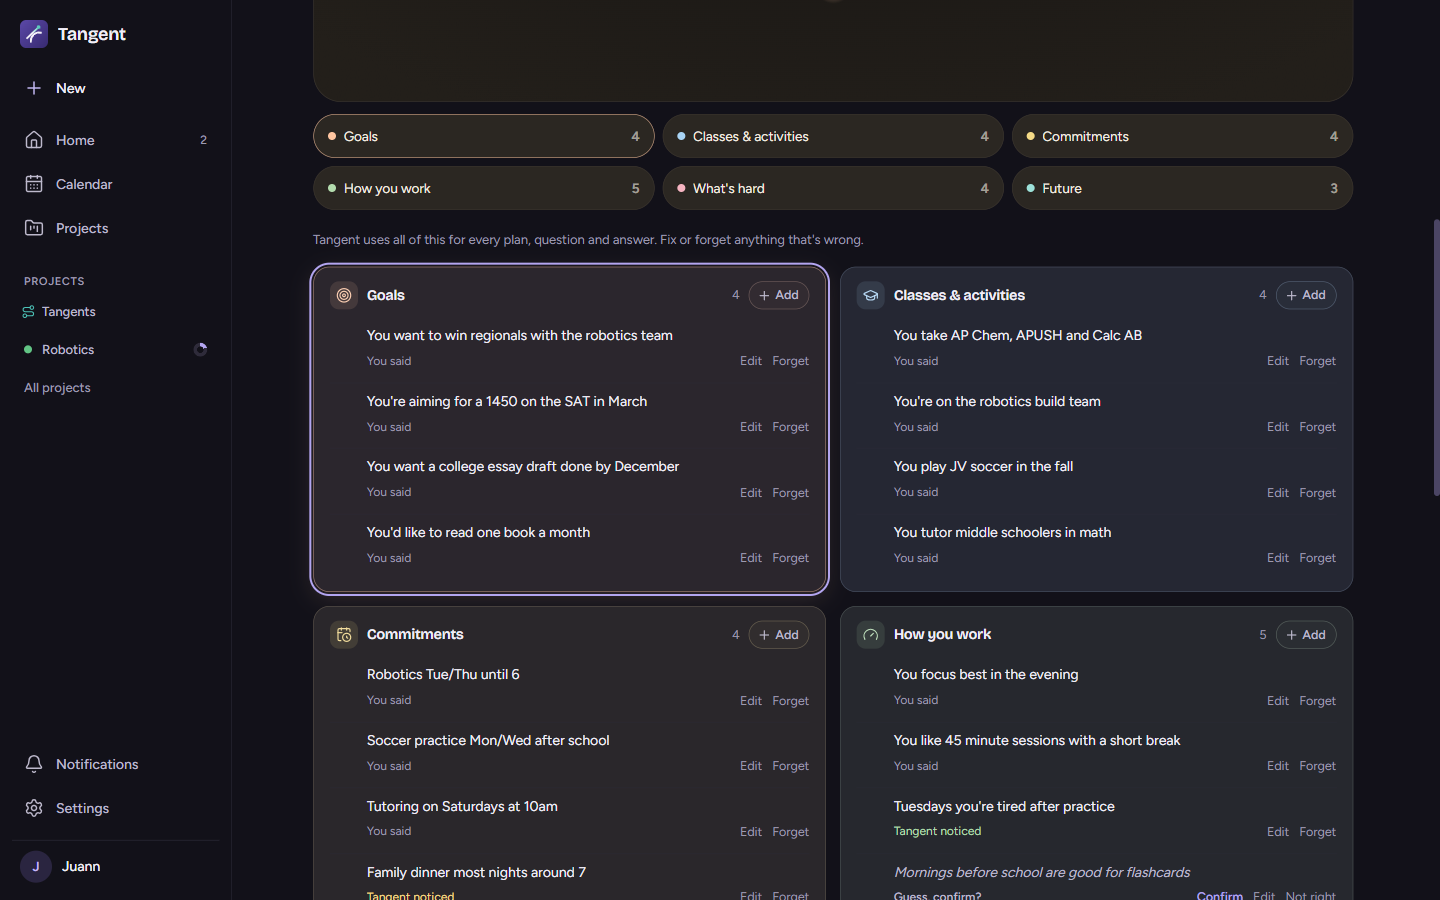 Tangent
New
Home 2
Calendar
Projects
PROJECTS
Tangents
Robotics
All projects
Notifications
Settings
J Juann
Goals 4
Classes & activities 4
Commitments 4
How you work 5
What's hard 4
Future 3
Tangent uses all of this for every plan, question and answer. Fix or forget anything that's wrong.
Goals 4 + Add
You want to win regionals with the robotics team
You said Edit Forget
You're aiming for a 1450 on the SAT in March
You said Edit Forget
You want a college essay draft done by December
You said Edit Forget
You'd like to read one book a month
You said Edit Forget
Classes & activities 4 + Add
You take AP Chem, APUSH and Calc AB
You said Edit Forget
You're on the robotics build team
You said Edit Forget
You play JV soccer in the fall
You said Edit Forget
You tutor middle schoolers in math
You said Edit Forget
Commitments 4 + Add
Robotics Tue/Thu until 6
You said Edit Forget
Soccer practice Mon/Wed after school
You said Edit Forget
Tutoring on Saturdays at 10am
You said Edit Forget
Family dinner most nights around 7
Tangent noticed Edit Forget
How you work 5 + Add
You focus best in the evening
You said Edit Forget
You like 45 minute sessions with a short break
You said Edit Forget
Tuesdays you're tired after practice
Tangent noticed Edit Forget
Mornings before school are good for flashcards
Guess, confirm? Confirm Edit Not right